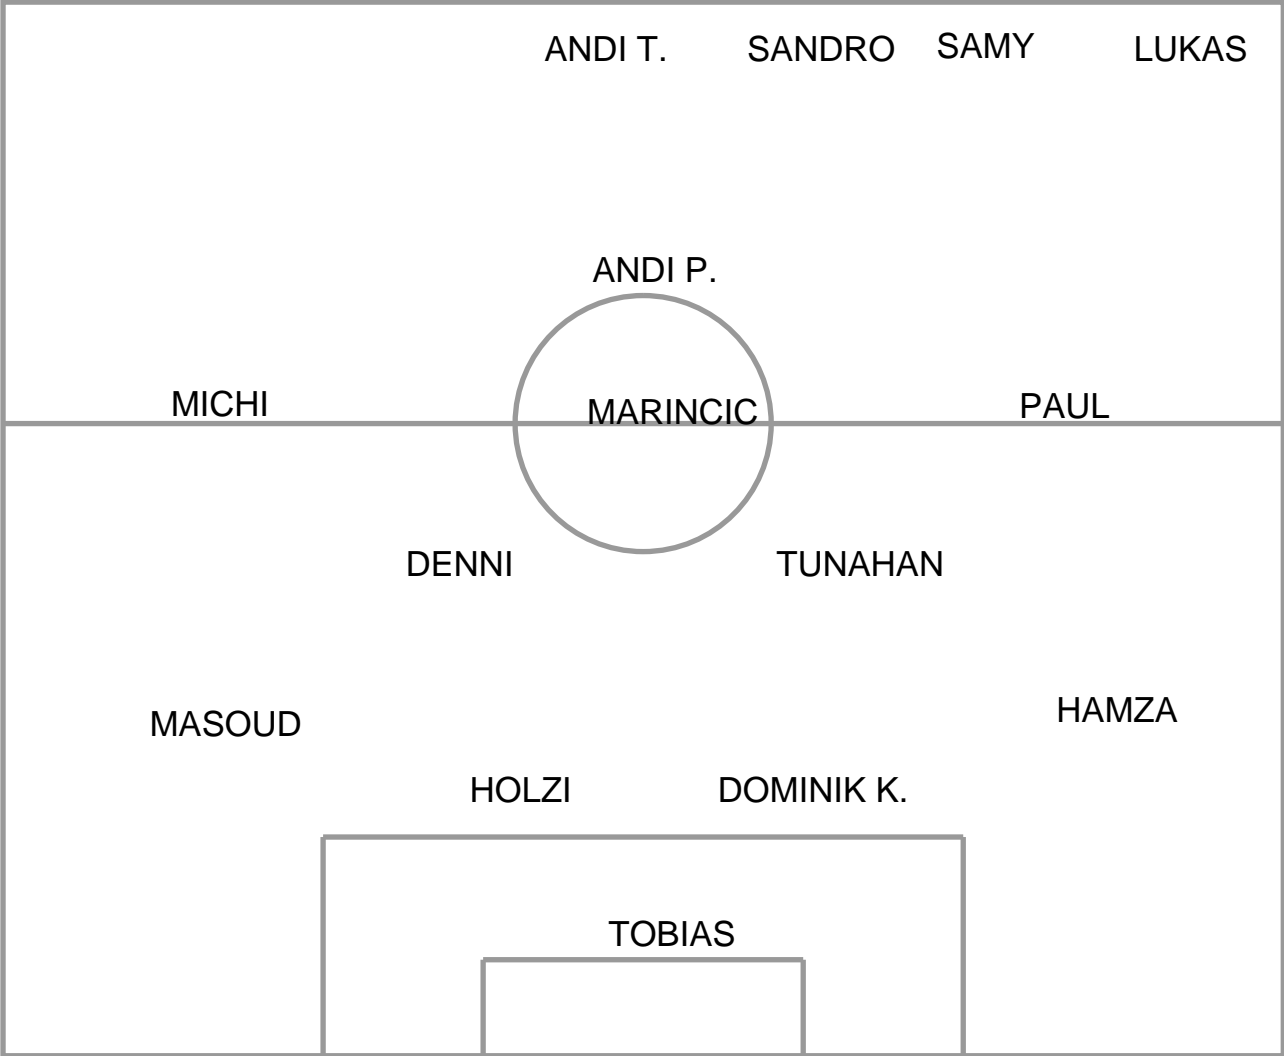 ANDI T. SANDRO SAMY LUKAS
ANDI P.
MICHI MARINCIC PAUL
DENNI TUNAHAN
MASOUD HAMZA
HOLZI DOMINIK K.
TOBIAS